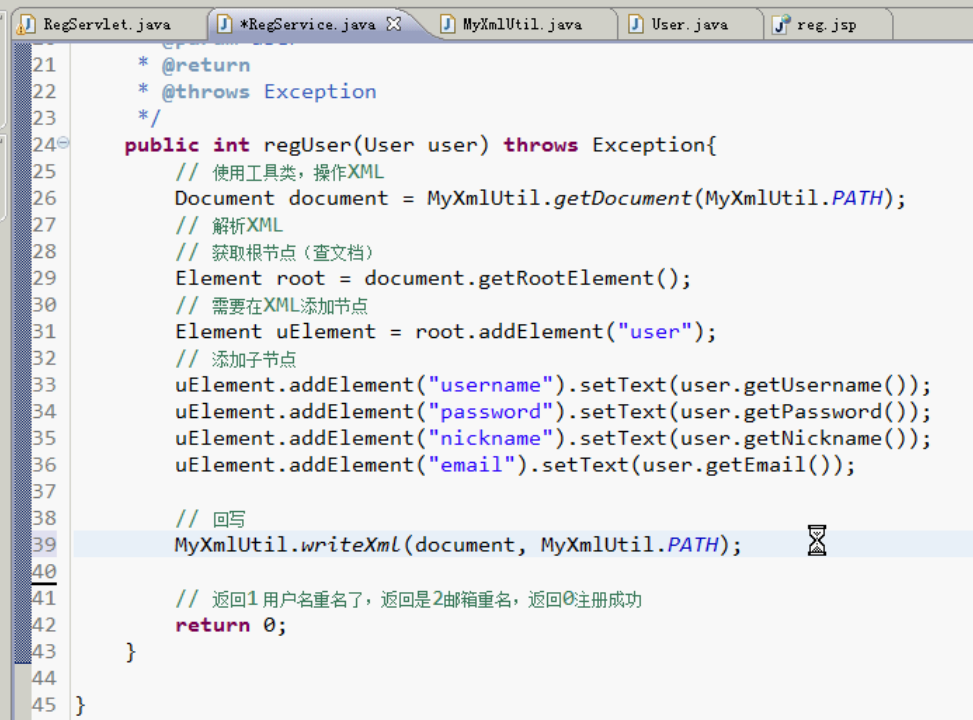 RegServlet.java *RegService.java MyXmlUtil.java User.java reg.jsp
21 * @return
22 * @throws Exception
23 */
24 public int regUser(User user) throws Exception{
25 // 使用工具类，操作XML
26 Document document = MyXmlUtil.getDocument(MyXmlUtil.PATH);
27 // 解析XML
28 // 获取根节点（查文档）
29 Element root = document.getRootElement();
30 // 需要在XML添加节点
31 Element uElement = root.addElement("user");
32 // 添加子节点
33 uElement.addElement("username").setText(user.getUsername());
34 uElement.addElement("password").setText(user.getPassword());
35 uElement.addElement("nickname").setText(user.getNickname());
36 uElement.addElement("email").setText(user.getEmail());
37
38 // 回写
39 MyXmlUtil.writeXml(document, MyXmlUtil.PATH);
40
41 // 返回1 用户名重名了，返回是2邮箱重名，返回0注册成功
42 return 0;
43 }
44
45 }